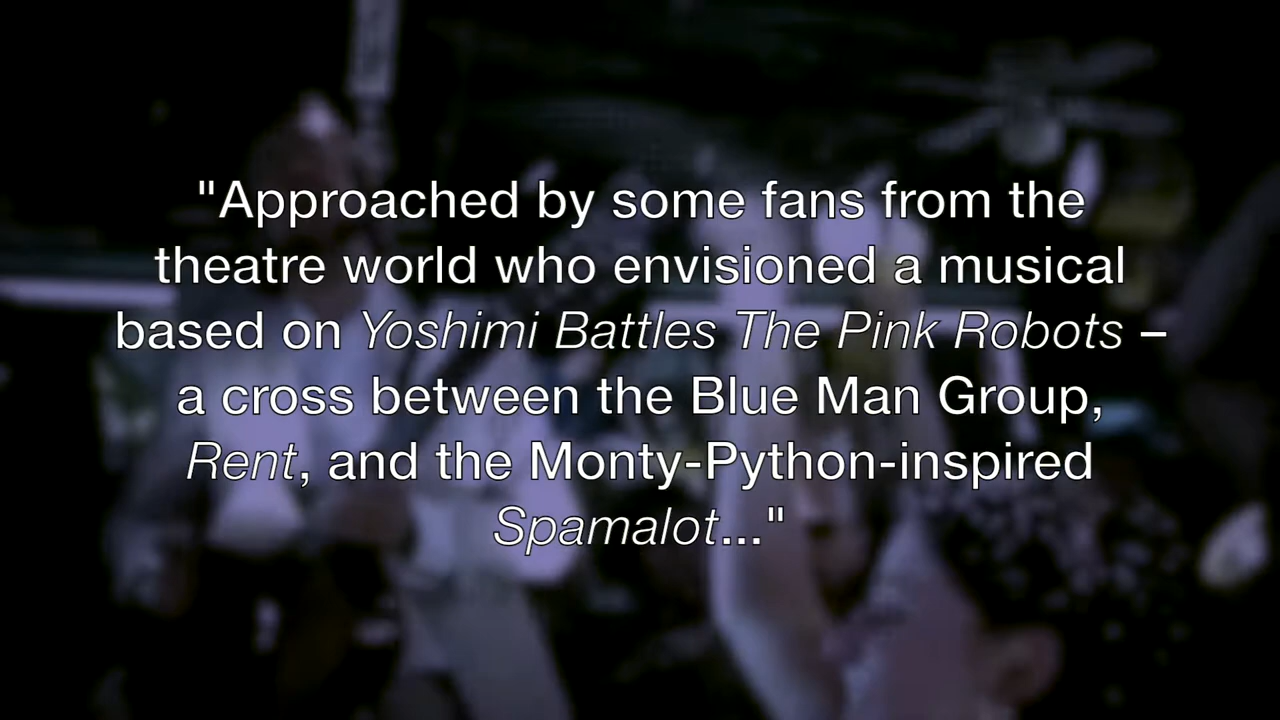 "Approached by some fans from the
theatre world who envisioned a musical
based on Yoshimi Battles The Pink Robots –
a cross between the Blue Man Group,
Rent, and the Monty-Python-inspired
Spamalot..."